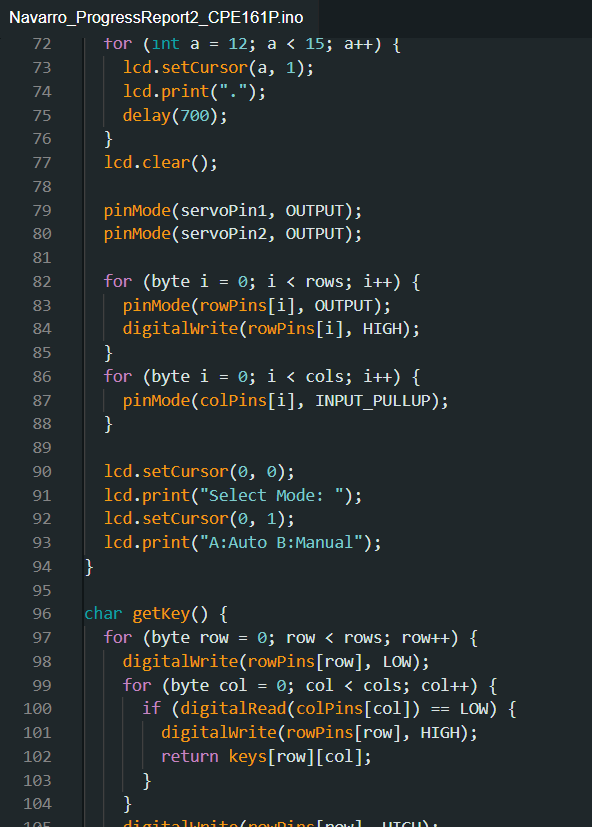 Navarro_ProgressReport2_CPE161P.ino
72 for (int a = 12; a < 15; a++) {
73 lcd.setCursor(a, 1);
74 lcd.print(".");
75 delay(700);
76 }
77 lcd.clear();
78
79 pinMode(servoPin1, OUTPUT);
80 pinMode(servoPin2, OUTPUT);
81
82 for (byte i = 0; i < rows; i++) {
83 pinMode(rowPins[i], OUTPUT);
84 digitalWrite(rowPins[i], HIGH);
85 }
86 for (byte i = 0; i < cols; i++) {
87 pinMode(colPins[i], INPUT_PULLUP);
88 }
89
90 lcd.setCursor(0, 0);
91 lcd.print("Select Mode: ");
92 lcd.setCursor(0, 1);
93 lcd.print("A:Auto B:Manual");
94 }
95
96 char getKey() {
97 for (byte row = 0; row < rows; row++) {
98 digitalWrite(rowPins[row], LOW);
99 for (byte col = 0; col < cols; col++) {
100 if (digitalRead(colPins[col]) == LOW) {
101 digitalWrite(rowPins[row], HIGH);
102 return keys[row][col];
103 }
104 }
105 digitalWrite(rowPins[row], HIGH);